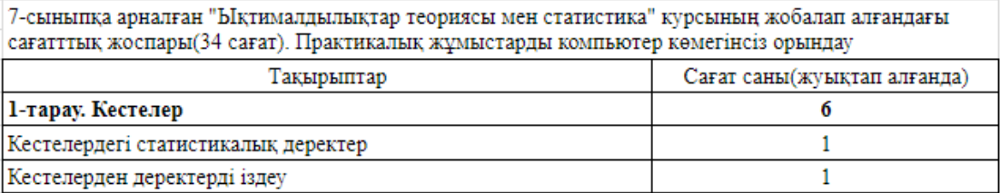 7-сыныпқа арналған "Ықтималдылықтар теориясы мен статистика" курсының жобалап алғандағы
сағатттық жоспары(34 сағат). Практикалық жұмыстарды компьютер көмегінсіз орындау
Тақырыптар Сағат саны(жуықтап алғанда)
1-тарау. Кестелер 6
Кестелердегі статистикалық деректер 1
Кестелерден деректерді іздеу 1